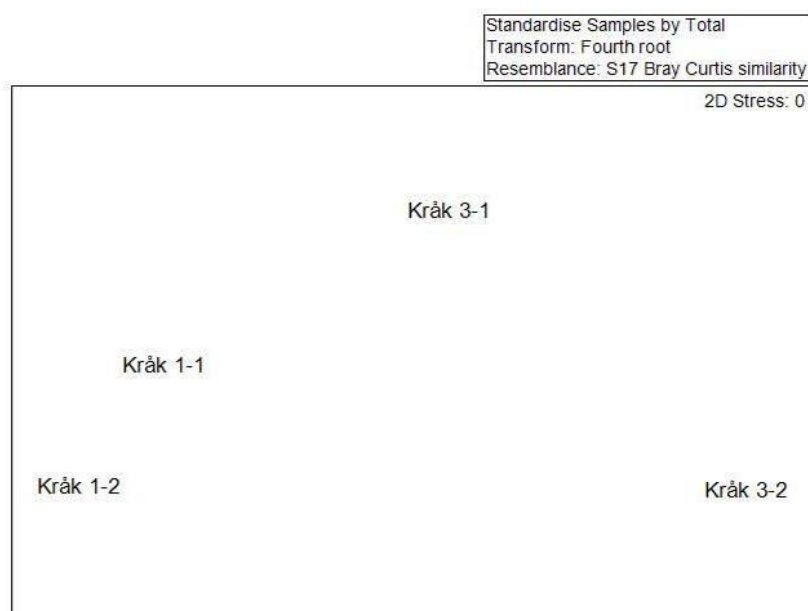 Standardise Samples by Total
Transform: Fourth root
Resemblance: S17 Bray Curtis similarity
2D Stress: 0
Kråk 3-1
Kråk 1-1
Kråk 1-2
Kråk 3-2